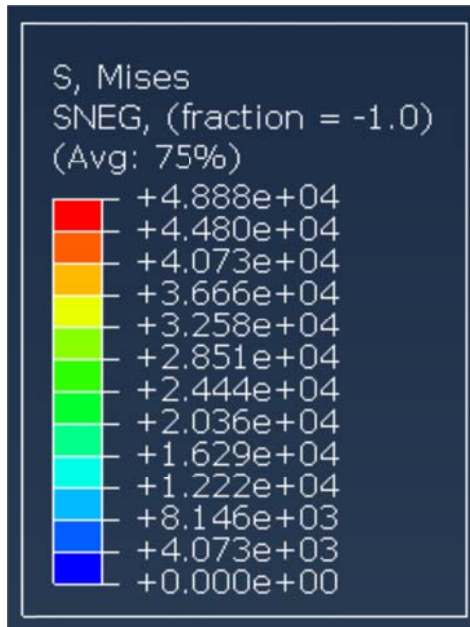 S, Mises
SNEG, (fraction = -1.0)
(Avg: 75%)
+4.888e+04
+4.480e+04
+4.073e+04
+3.666e+04
+3.258e+04
+2.851e+04
+2.444e+04
+2.036e+04
+1.629e+04
+1.222e+04
+8.146e+03
+4.073e+03
+0.000e+00